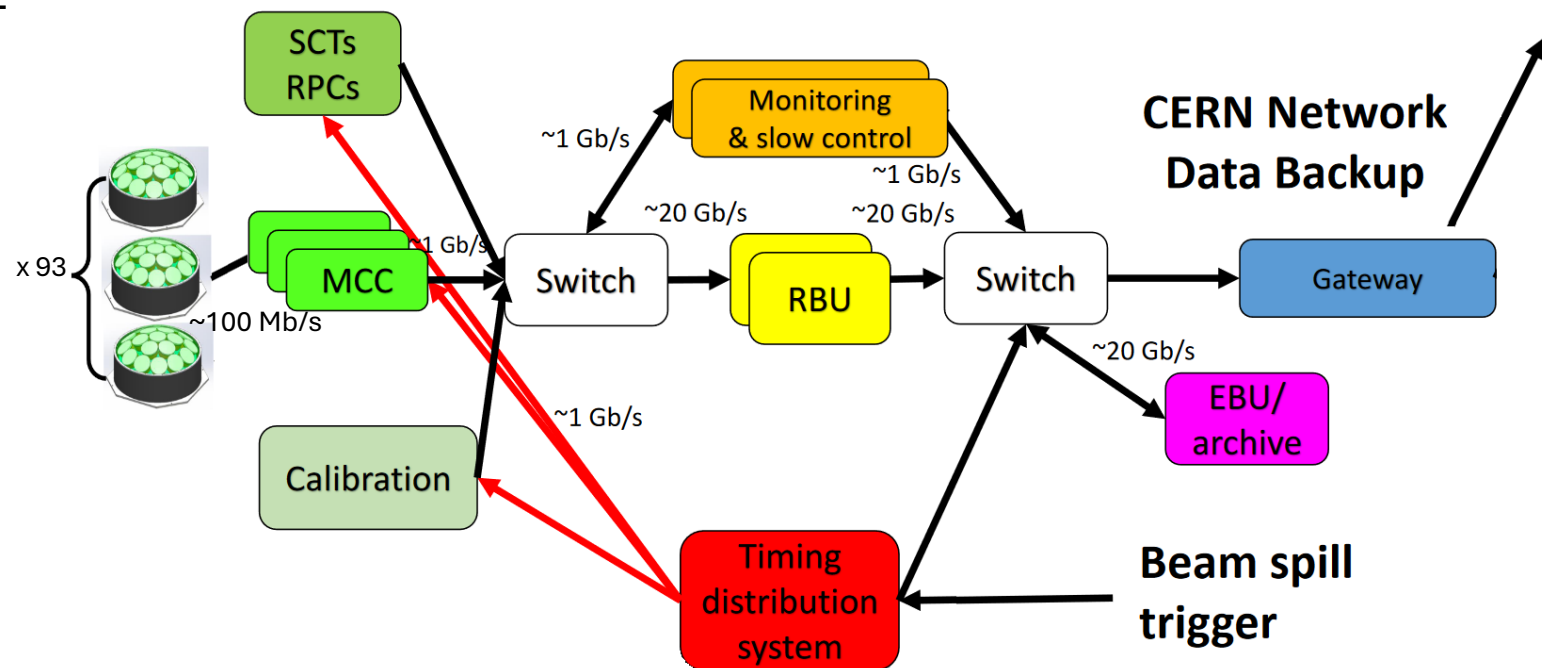 SCTs
RPCs
Monitoring
& slow control
CERN Network
Data Backup
~1 Gb/s
~1 Gb/s
~20 Gb/s
~20 Gb/s
x 93
MCC
~1 Gb/s
Switch
RBU
Switch
Gateway
~100 Mb/s
~20 Gb/s
~1 Gb/s
EBU/
archive
Calibration
Timing
distribution
system
Beam spill
trigger